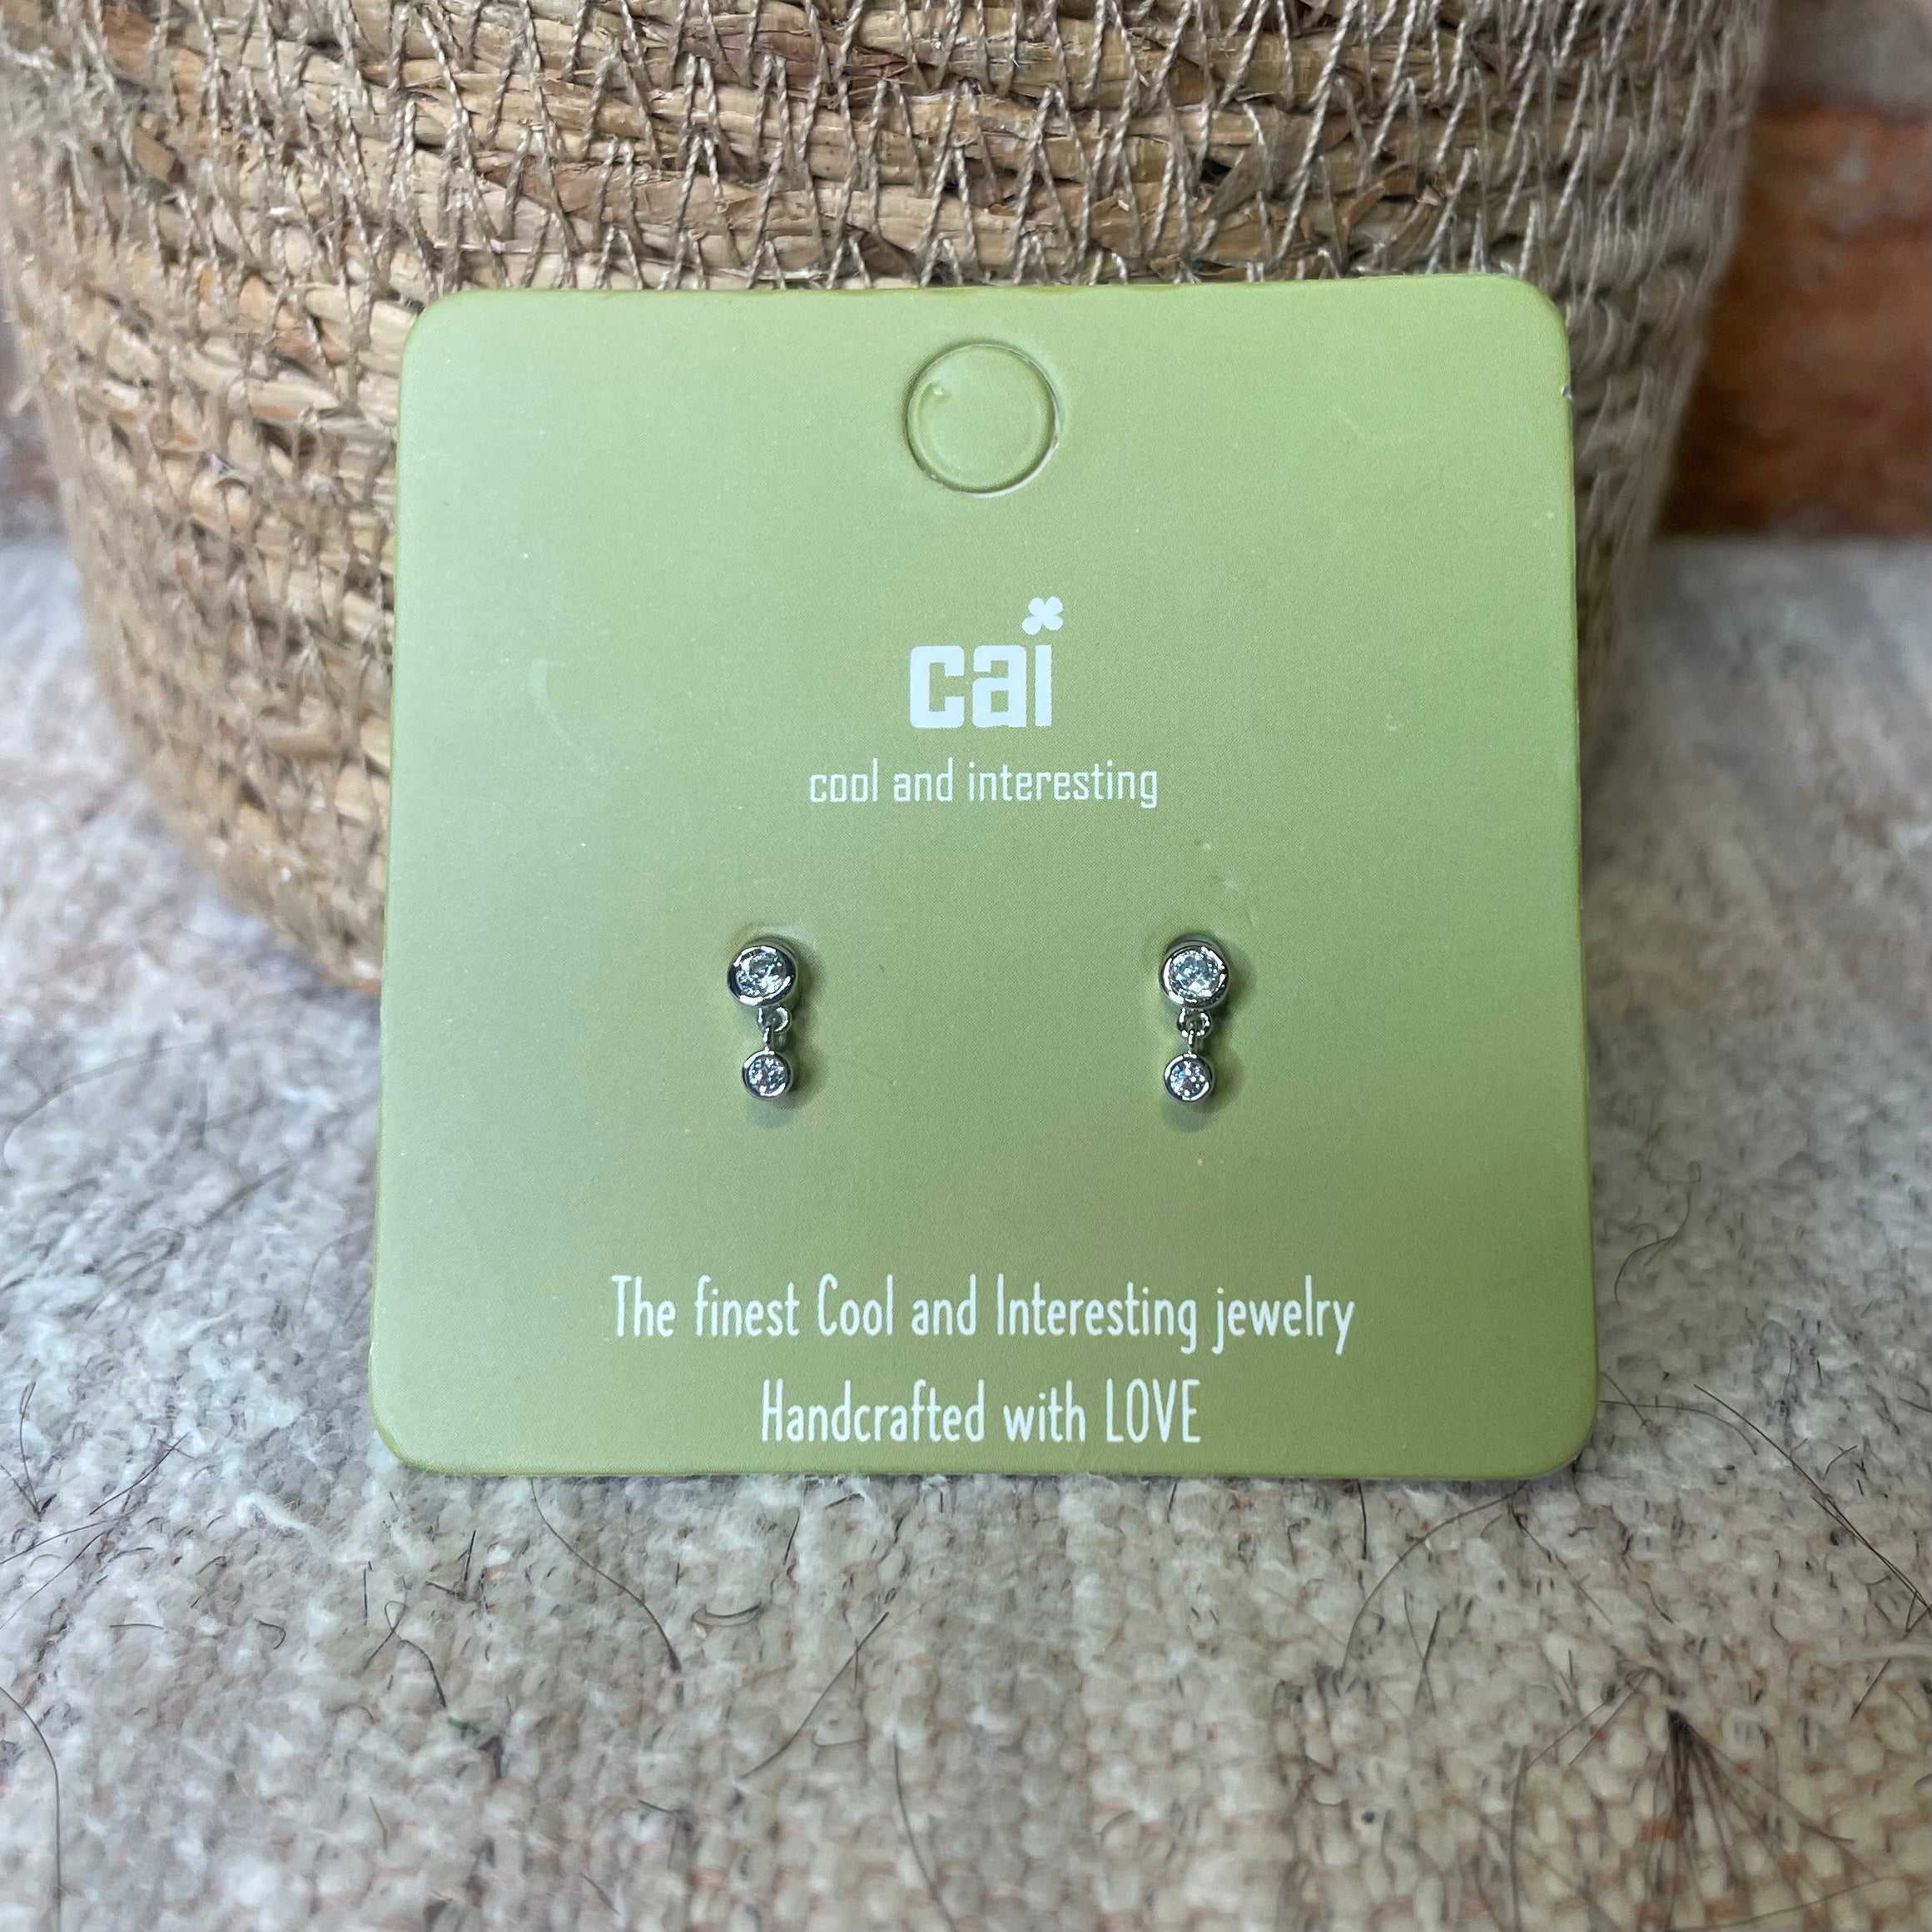 cai
cool and interesting
The finest Cool and Interesting jewelry
Handcrafted with LOVE